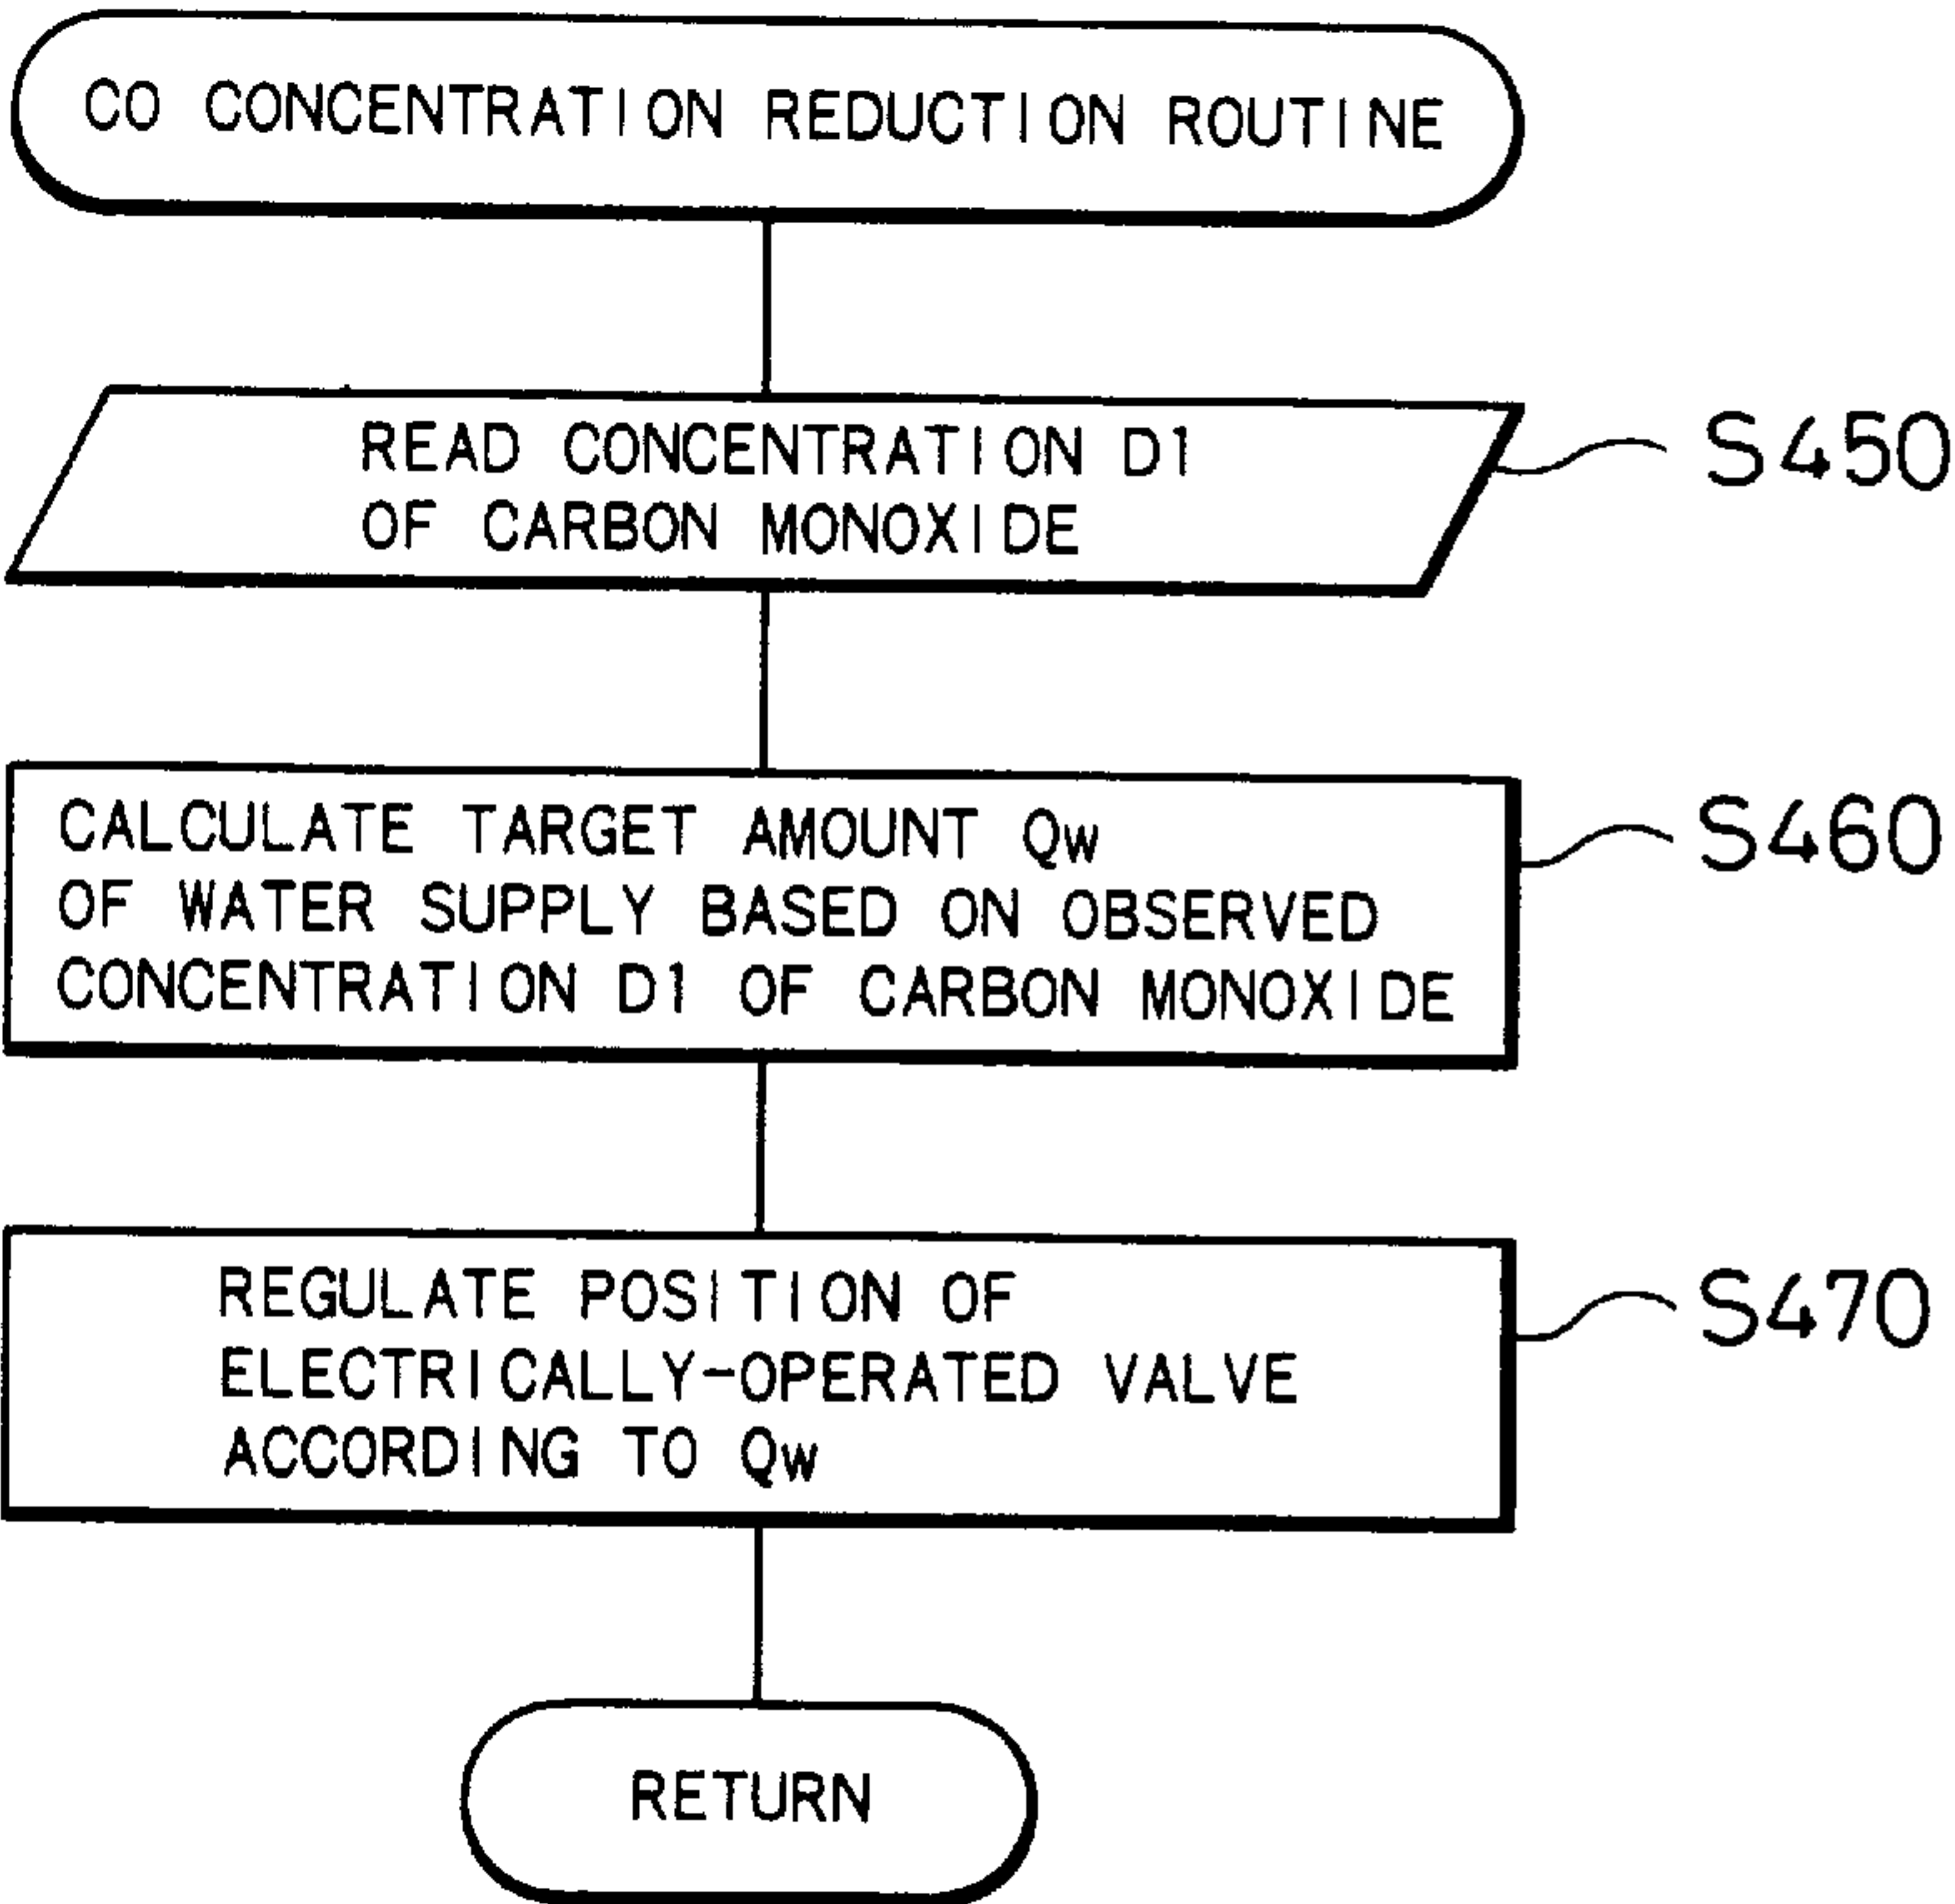 CO CONCENTRATION REDUCTION ROUTINE
READ CONCENTRATION D1
OF CARBON MONOXIDE
S450
CALCULATE TARGET AMOUNT Qw
OF WATER SUPPLY BASED ON OBSERVED
CONCENTRATION D1 OF CARBON MONOXIDE
S460
REGULATE POSITION OF
ELECTRICALLY-OPERATED VALVE
ACCORDING TO Qw
S470
RETURN